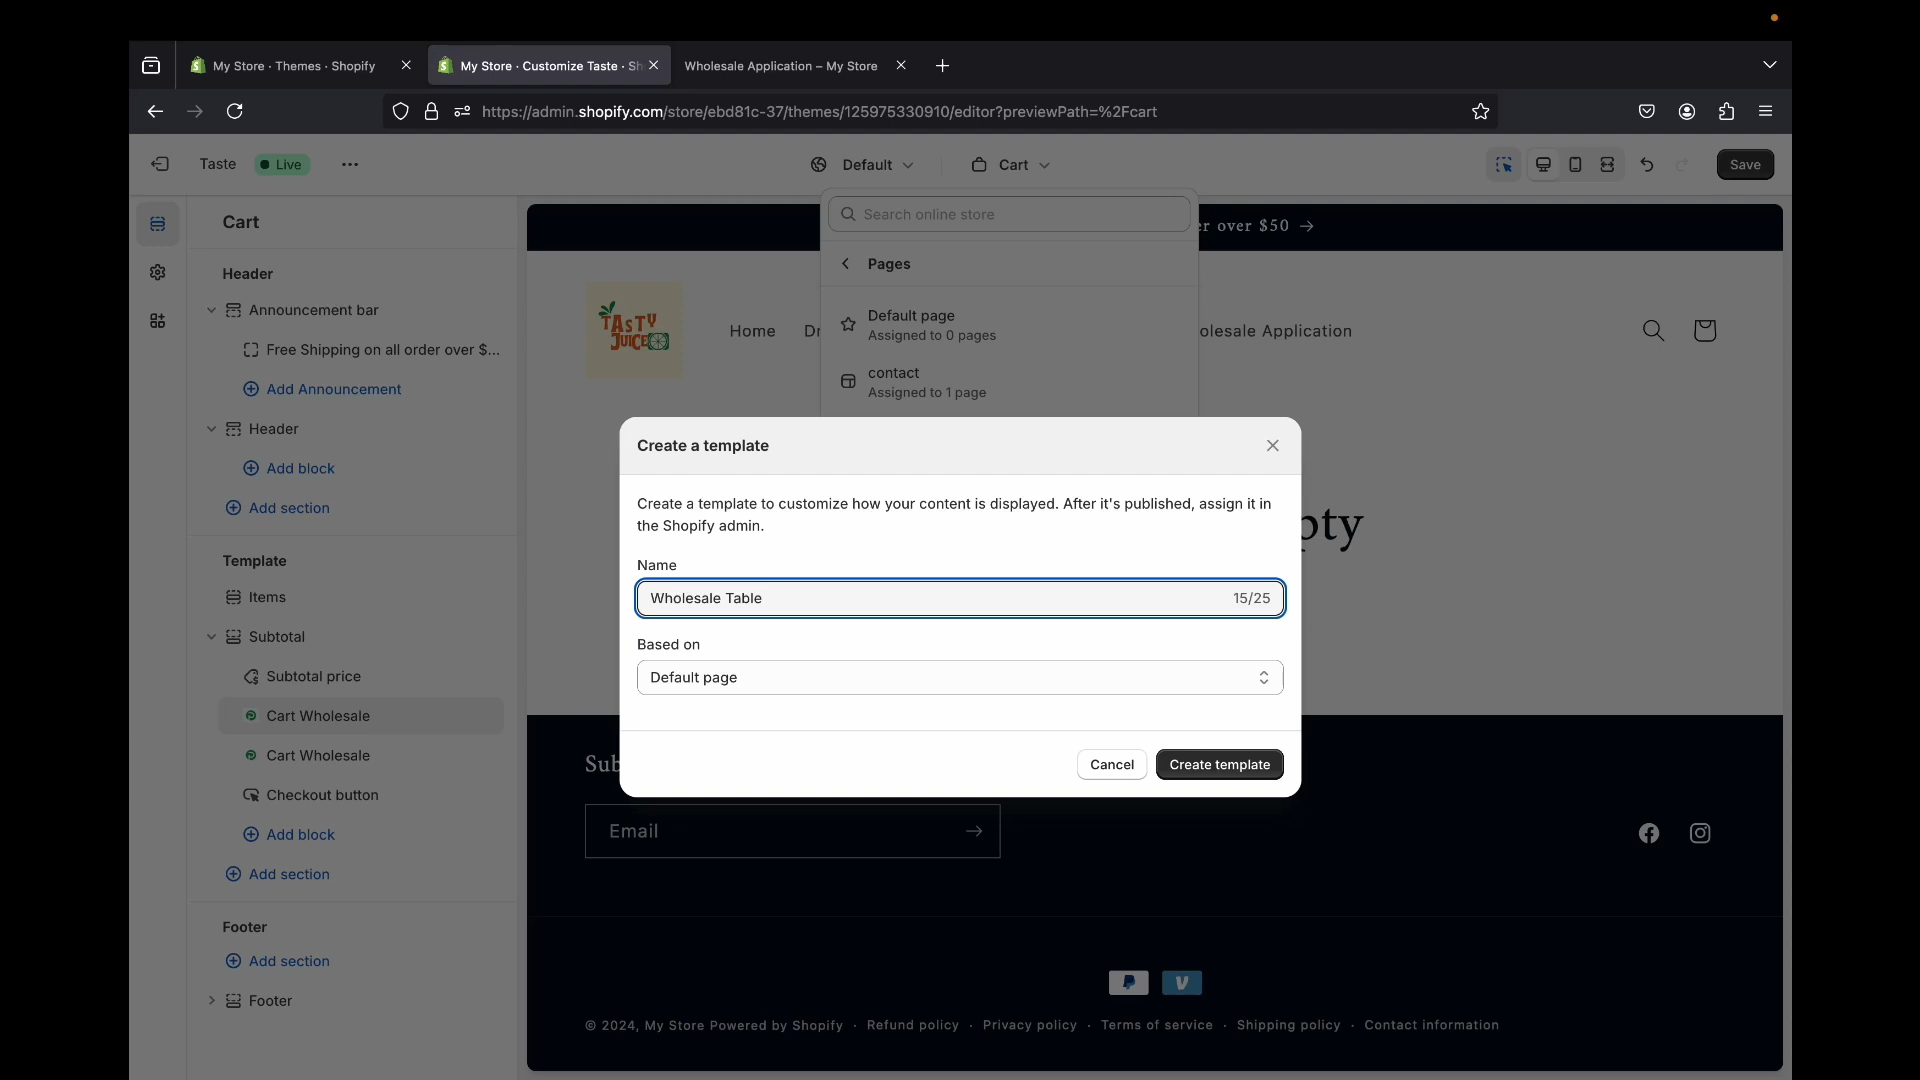 My Store · Themes · Shopify
My Store · Customize Taste · Sh
Wholesale Application – My Store
https://admin.shopify.com/store/ebd81c-37/themes/125975330910/editor?previewPath=%2Fcart
Taste
Live
Default
Cart
Save
Cart
Header
Announcement bar
Free Shipping on all order over $...
Add Announcement
Header
Add block
Add section
Template
Items
Subtotal
Subtotal price
Cart Wholesale
Cart Wholesale
Checkout button
Add block
Add section
Footer
Add section
Footer
Search online store
Pages
Default page
Assigned to 0 pages
contact
Assigned to 1 page
er over $50
TASTY
JUICE
Home
Dr
olesale Application
pty
Create a template
Create a template to customize how your content is displayed. After it's published, assign it in
the Shopify admin.
Name
Wholesale Table
15/25
Based on
Default page
Cancel
Create template
Sub
Email
© 2024, My Store Powered by Shopify · Refund policy · Privacy policy · Terms of service · Shipping policy · Contact information